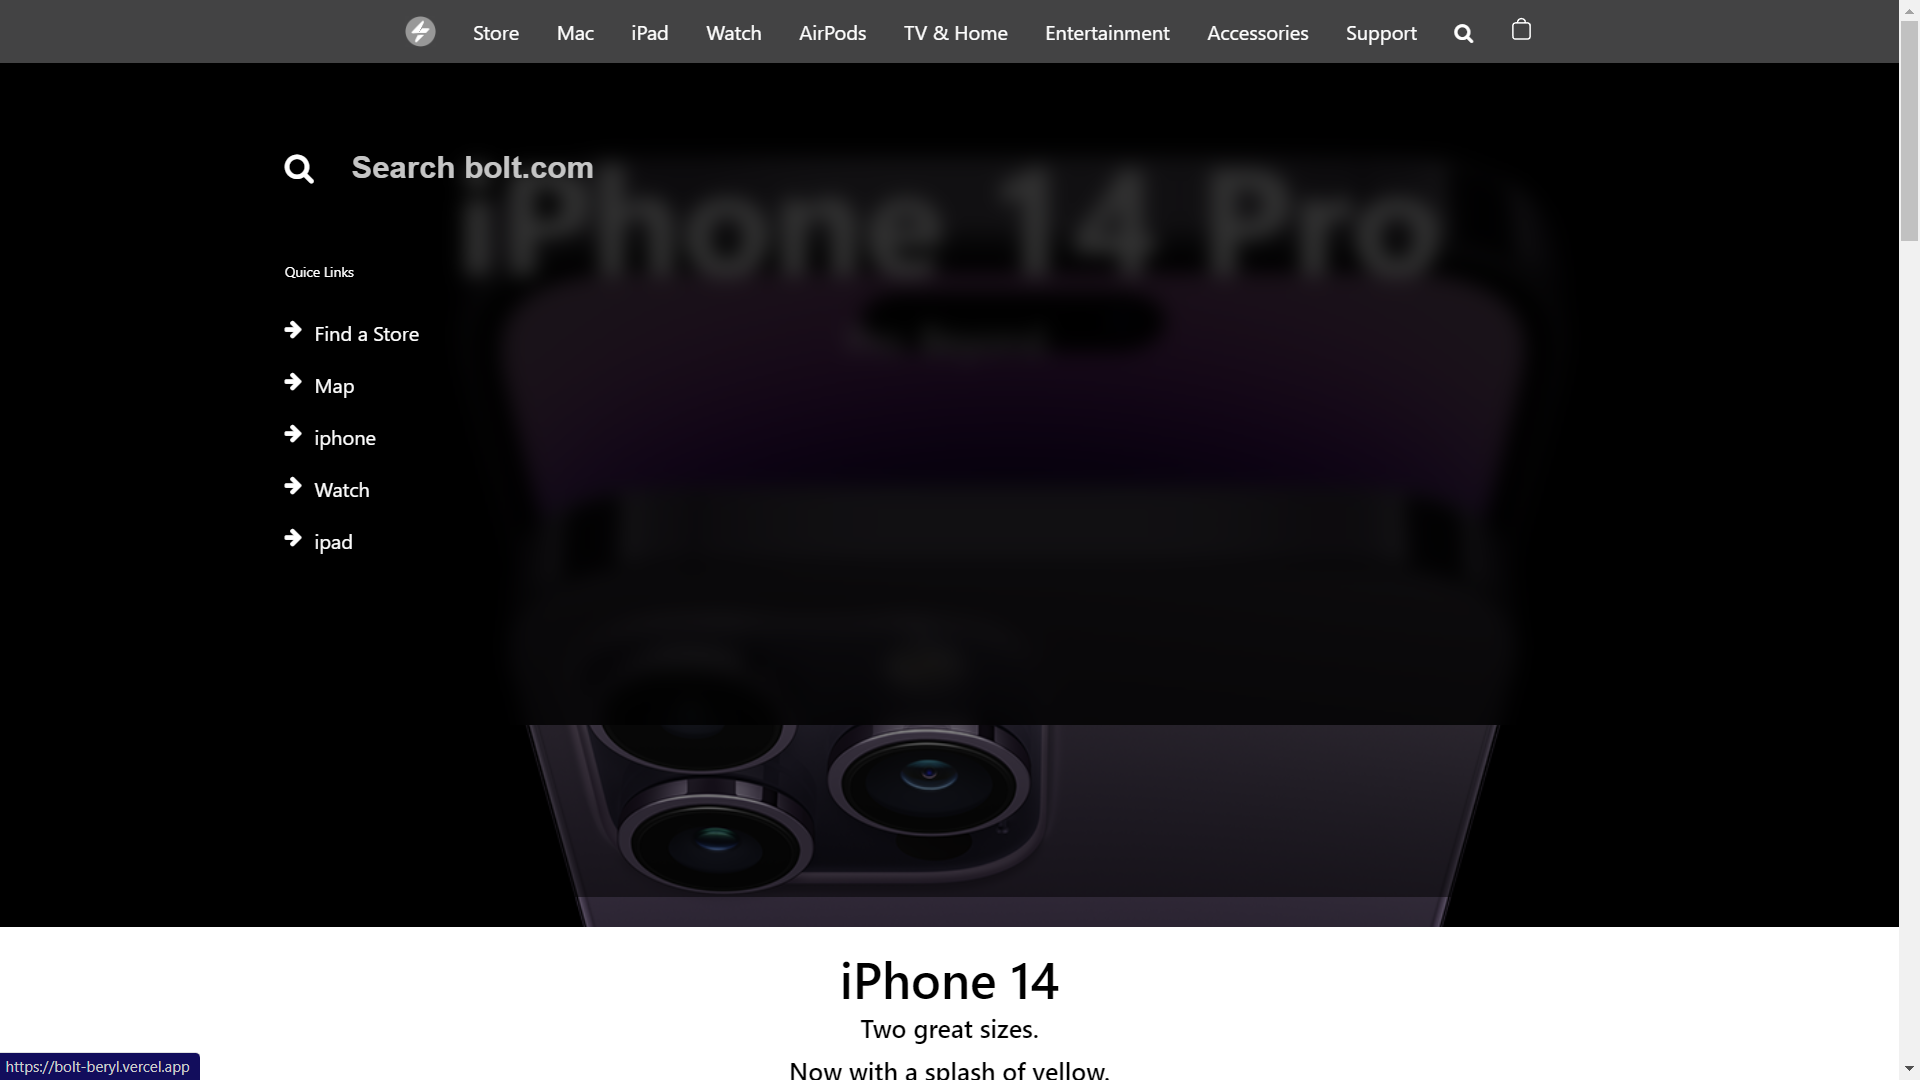 Store Mac iPad Watch AirPods TV & Home Entertainment Accessories Support
Search bolt.com
iPhone 14 Pro
Quice Links
Find a Store
Map
iphone
Watch
ipad
iPhone 14
Two great sizes.
Now with a splash of yellow.
https://bolt-beryl.vercel.app